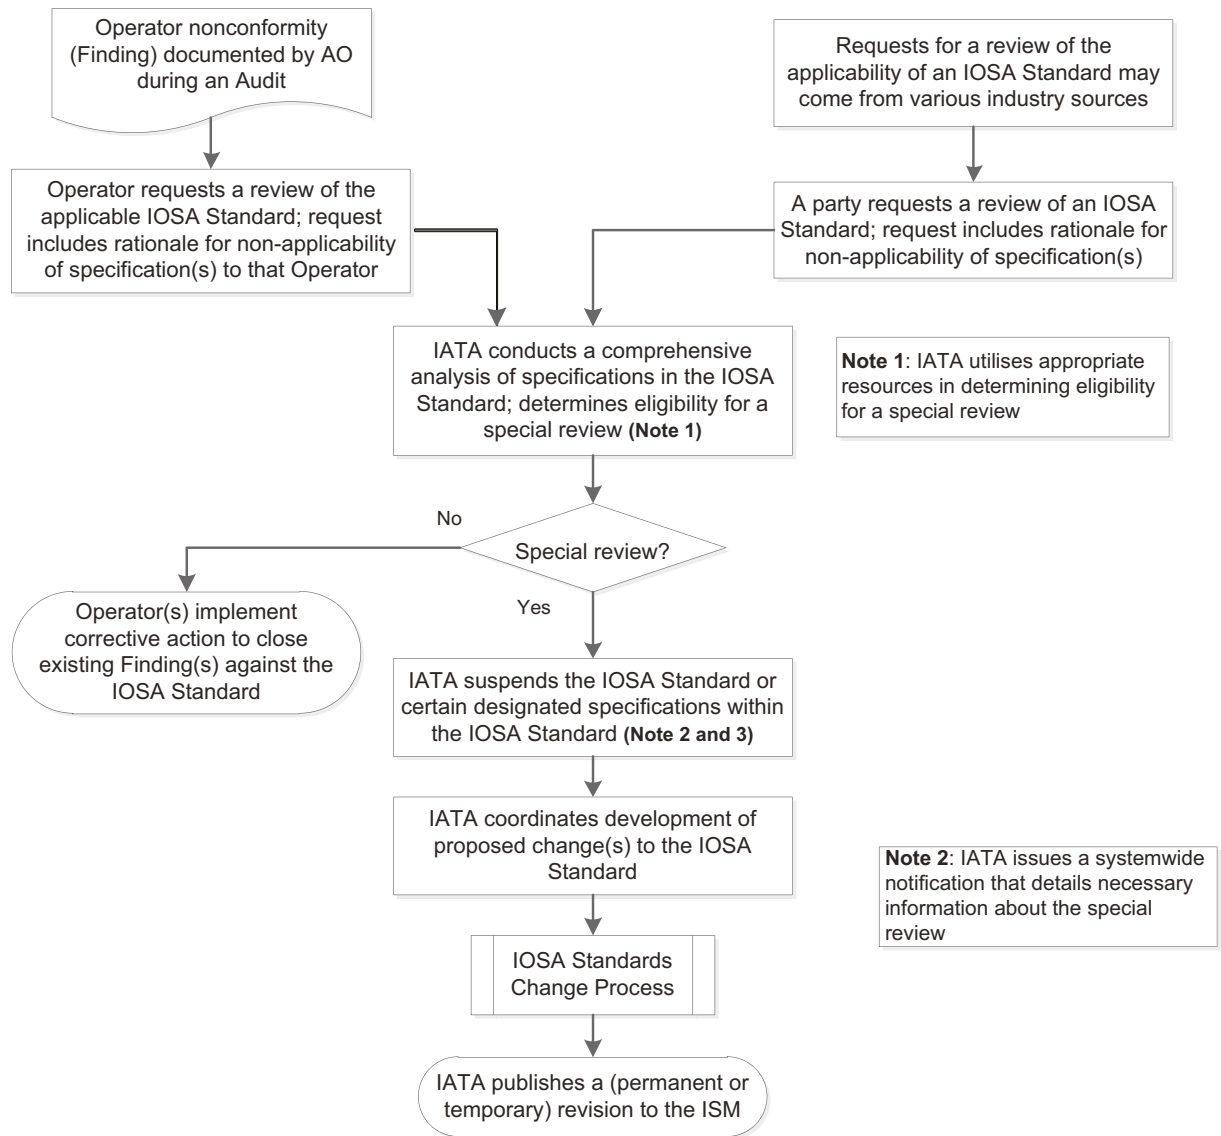 Operator nonconformity
(Finding) documented by AO
during an Audit
Requests for a review of the
applicability of an IOSA Standard may
come from various industry sources
Operator requests a review of the
applicable IOSA Standard; request
includes rationale for non-applicability
of specification(s) to that Operator
A party requests a review of an IOSA
Standard; request includes rationale for
non-applicability of specification(s)
IATA conducts a comprehensive
analysis of specifications in the IOSA
Standard; determines eligibility for a
special review (Note 1)
Note 1: IATA utilises appropriate
resources in determining eligibility
for a special review
No
Special review?
Yes
Operator(s) implement
corrective action to close
existing Finding(s) against the
IOSA Standard
IATA suspends the IOSA Standard or
certain designated specifications within
the IOSA Standard (Note 2 and 3)
IATA coordinates development of
proposed change(s) to the IOSA
Standard
Note 2: IATA issues a systemwide
notification that details necessary
information about the special
review
IOSA Standards
Change Process
IATA publishes a (permanent or
temporary) revision to the ISM